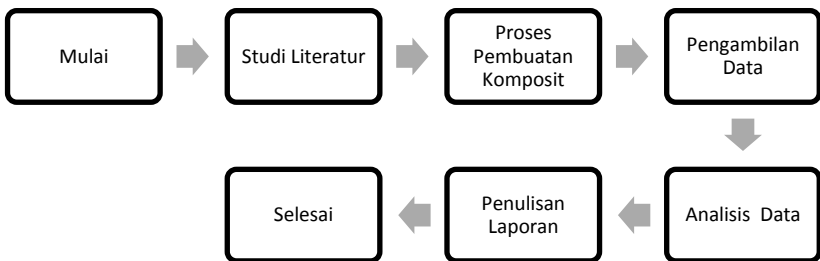 Mulai
Studi Literatur
Proses
Pembuatan
Komposit
Pengambilan
Data
Analisis Data
Penulisan
Laporan
Selesai